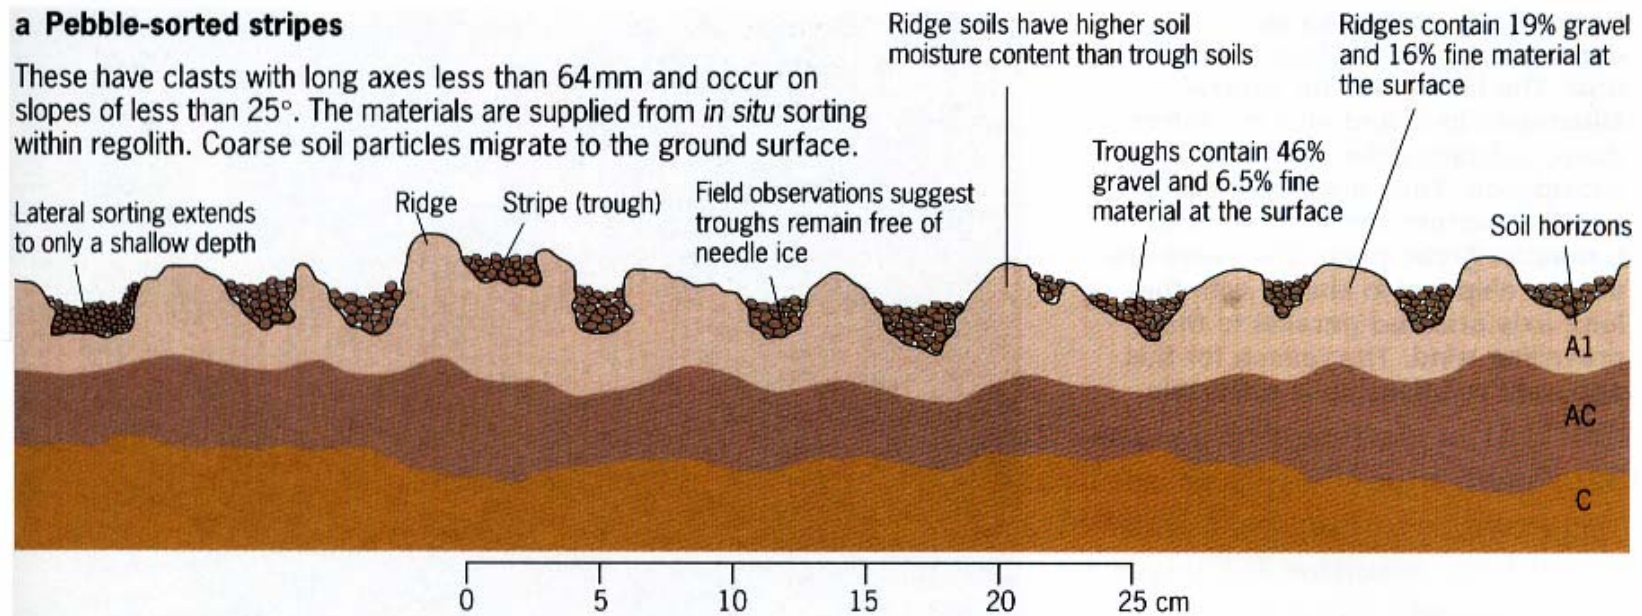 a Pebble-sorted stripes
These have clasts with long axes less than 64mm and occur on
slopes of less than 25°. The materials are supplied from in situ sorting
within regolith. Coarse soil particles migrate to the ground surface.
Ridge soils have higher soil
moisture content than trough soils
Ridges contain 19% gravel
and 16% fine material at
the surface
Troughs contain 46%
gravel and 6.5% fine
material at the surface
Lateral sorting extends
to only a shallow depth
Ridge
Stripe (trough)
Field observations suggest
troughs remain free of
needle ice
Soil horizons
A1
AC
C
0 5 10 15 20 25 cm